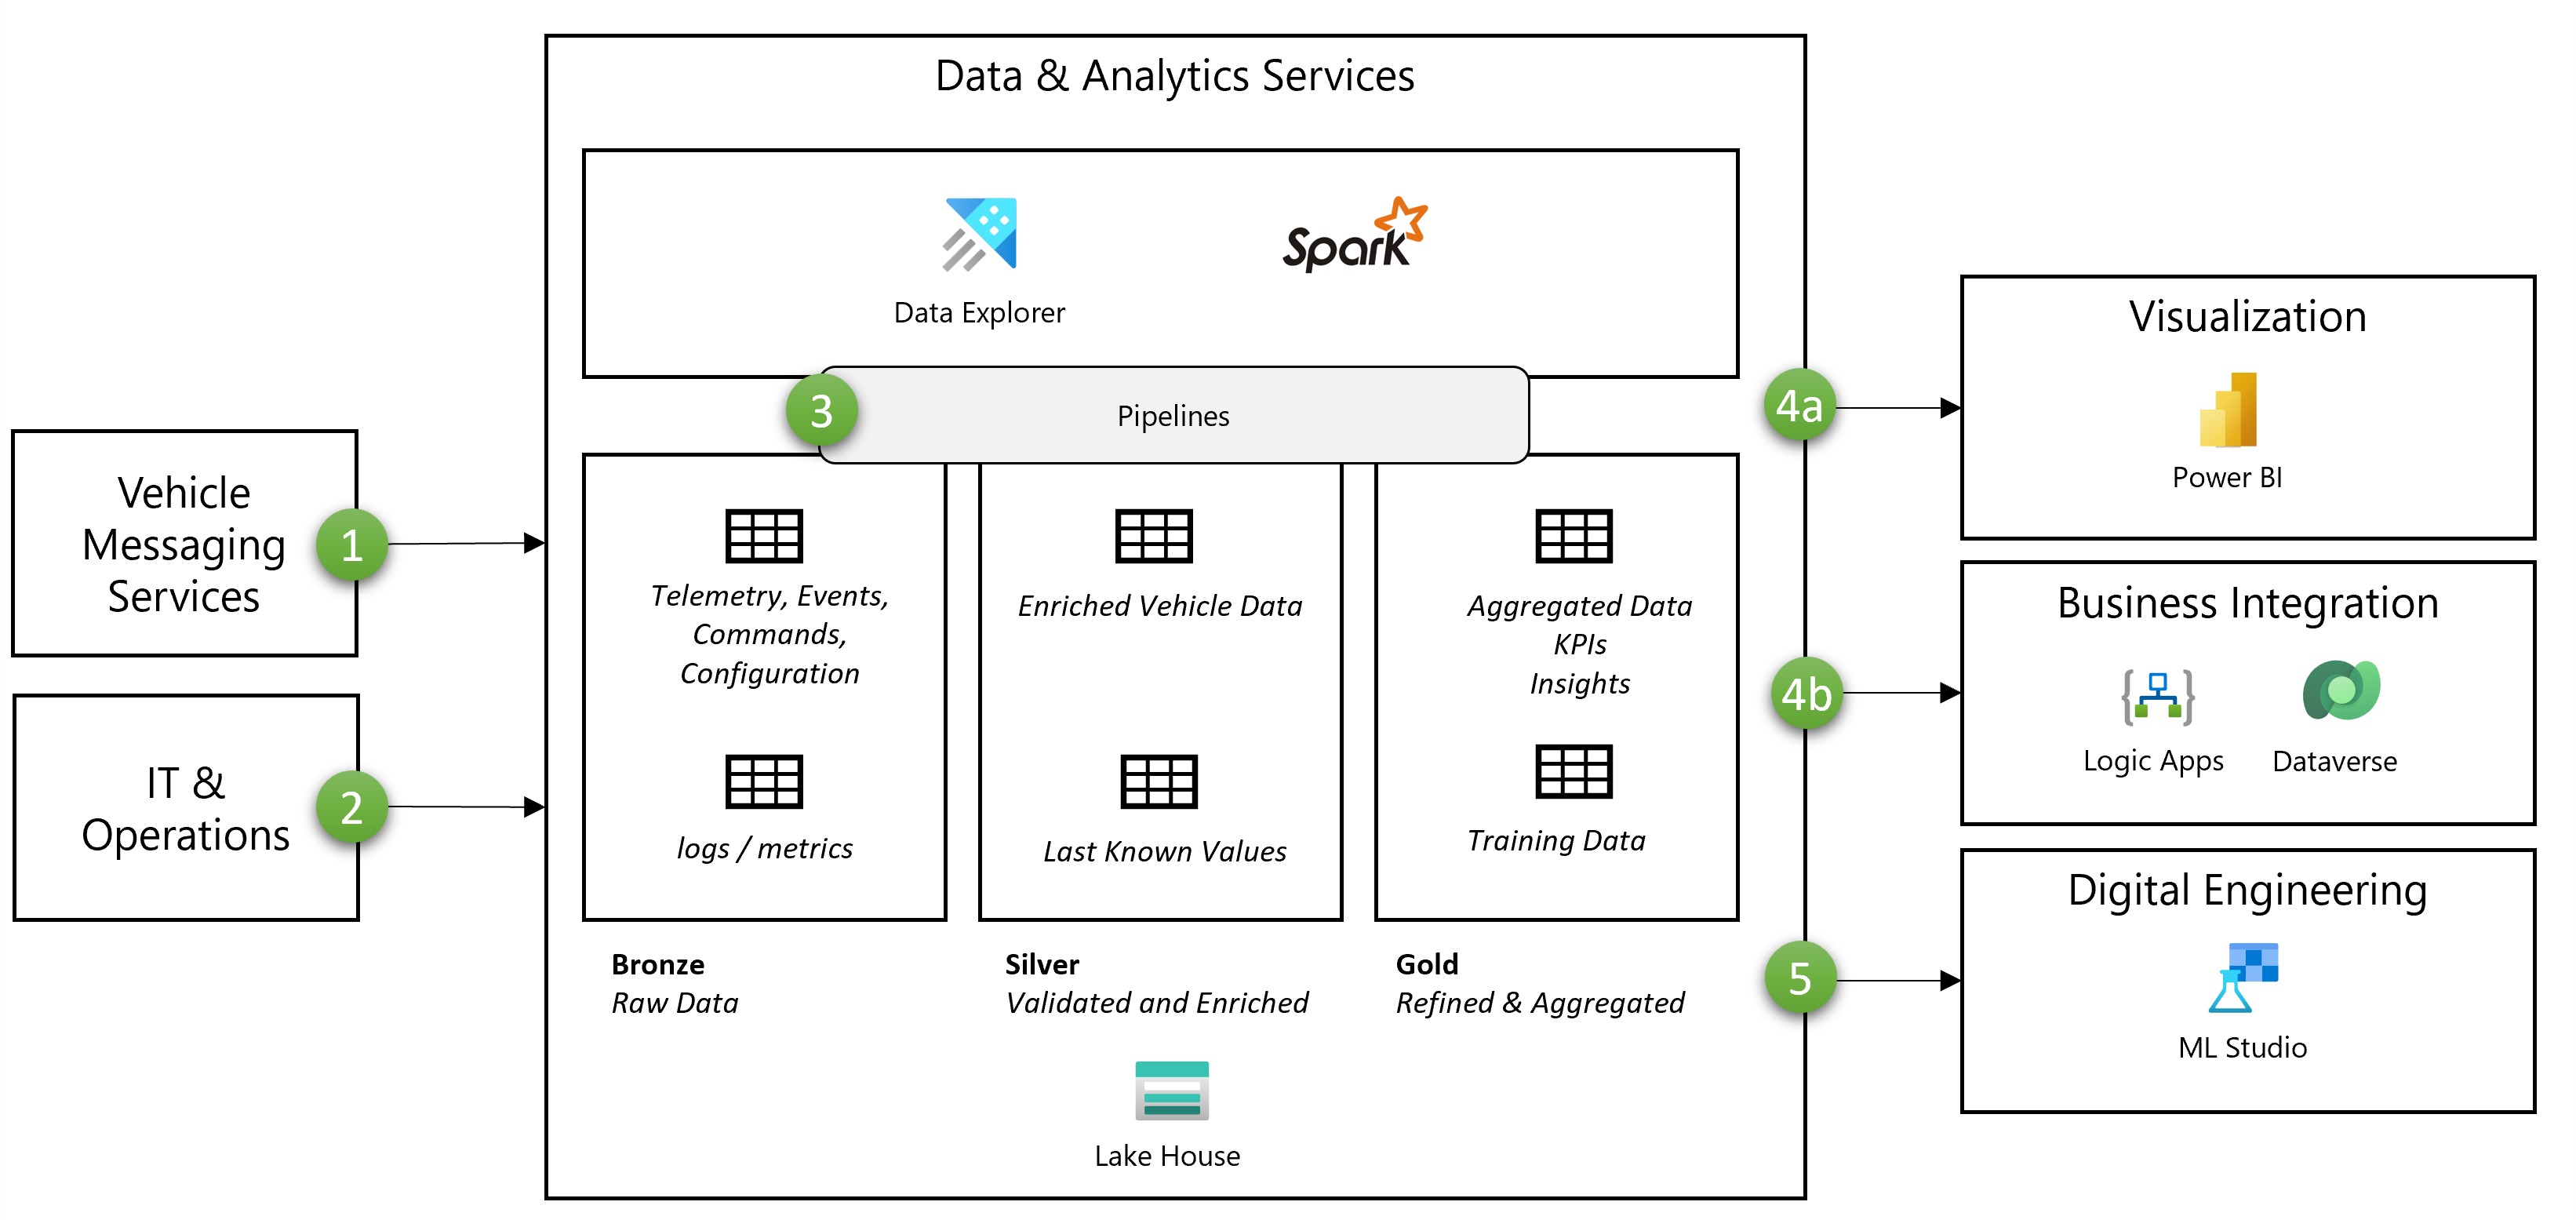 Data & Analytics Services
Data Explorer
Spark
3
Pipelines
Vehicle
Messaging
Services
1
IT &
Operations
2
Telemetry, Events,
Commands,
Configuration
logs / metrics
Enriched Vehicle Data
Last Known Values
Aggregated Data
KPIs
Insights
Training Data
Bronze
Raw Data
Silver
Validated and Enriched
Gold
Refined & Aggregated
Lake House
4a
Visualization
Power BI
4b
Business Integration
Logic Apps
Dataverse
5
Digital Engineering
ML Studio